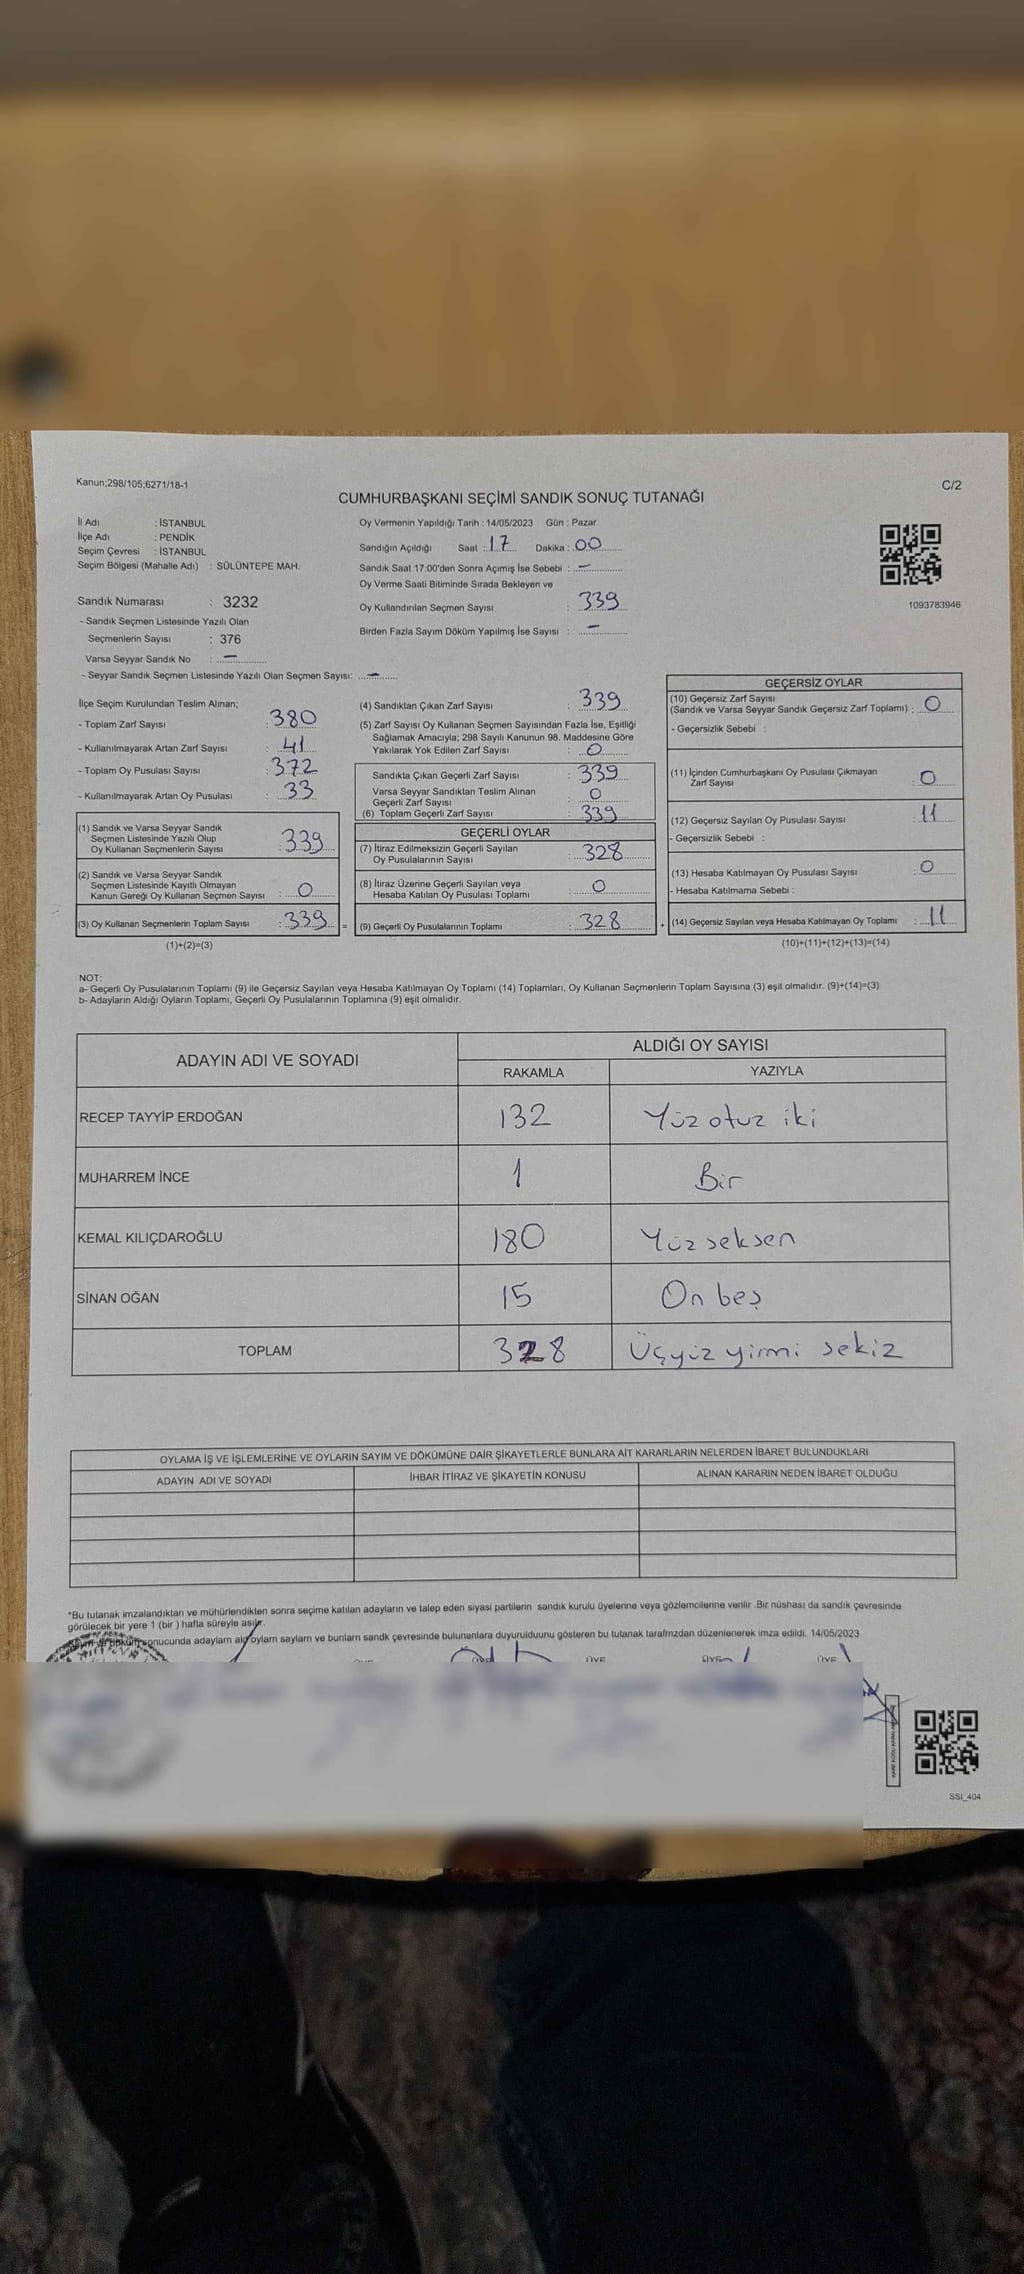 Kanun;298/105;6271/18-1
C/2
CUMHURBAŞKANI SEÇİMİ SANDIK SONUÇ TUTANAĞI
İl Adı : İSTANBUL
İlçe Adı : PENDİK
Seçim Çevresi : İSTANBUL
Seçim Bölgesi (Mahalle Adı) : SÜLÜNTEPE MAH.
Sandık Numarası : 3232
- Sandık Seçmen Listesinde Yazılı Olan
Seçmenlerin Sayısı : 376
Varsa Seyyar Sandık No : —
- Seyyar Sandık Seçmen Listesinde Yazılı Olan Seçmen Sayısı: —
Oy Vermenin Yapıldığı Tarih : 14/05/2023 Gün : Pazar
Sandığın Açıldığı Saat : 17 Dakika : 00
Sandık Saat 17:00'den Sonra Açımış İse Sebebi : —
Oy Verme Saati Bitiminde Sırada Bekleyen ve
Oy Kullandırılan Seçmen Sayısı : 339
Birden Fazla Sayım Döküm Yapılmış İse Sayısı : —
1093783946
İlçe Seçim Kurulundan Teslim Alınan;
- Toplam Zarf Sayısı : 380
- Kullanılmayarak Artan Zarf Sayısı : 41
- Toplam Oy Pusulası Sayısı : 372
- Kullanılmayarak Artan Oy Pusulası : 33
(1) Sandık ve Varsa Seyyar Sandık
Seçmen Listesinde Yazılı Olup
Oy Kullanan Seçmenlerin Sayısı : 339
(2) Sandık ve Varsa Seyyar Sandık
Seçmen Listesinde Kayıtlı Olmayan
Kanun Gereği Oy Kullanan Seçmen Sayısı : 0
(3) Oy Kullanan Seçmenlerin Toplam Sayısı : 339 =
(1)+(2)=(3)
(4) Sandıktan Çıkan Zarf Sayısı : 339
(5) Zarf Sayısı Oy Kullanan Seçmen Sayısından Fazla İse, Eşitliği
Sağlamak Amacıyla; 298 Sayılı Kanunun 98. Maddesine Göre
Yakılarak Yok Edilen Zarf Sayısı : 0
Sandıkta Çıkan Geçerli Zarf Sayısı : 339
Varsa Seyyar Sandıktan Teslim Alınan
Geçerli Zarf Sayısı : 0
(6) Toplam Geçerli Zarf Sayısı : 339
GEÇERLİ OYLAR
(7) İtiraz Edilmeksizin Geçerli Sayılan
Oy Pusulalarının Sayısı : 328
(8) İtiraz Üzerine Geçerli Sayılan veya
Hesaba Katılan Oy Pusulası Toplamı : 0
(9) Geçerli Oy Pusulalarının Toplamı : 328 +
GEÇERSİZ OYLAR
(10) Geçersiz Zarf Sayısı
(Sandık ve Varsa Seyyar Sandık Geçersiz Zarf Toplamı) : 0
- Geçersizlik Sebebi :
(11) İçinden Cumhurbaşkanı Oy Pusulası Çıkmayan
Zarf Sayısı : 0
(12) Geçersiz Sayılan Oy Pusulası Sayısı : 11
- Geçersizlik Sebebi :
(13) Hesaba Katılmayan Oy Pusulası Sayısı : 0
- Hesaba Katılmama Sebebi :
(14) Geçersiz Sayılan veya Hesaba Katılmayan Oy Toplamı : 11
(10)+(11)+(12)+(13)=(14)
NOT:
a- Geçerli Oy Pusulalarının Toplamı (9) ile Geçersiz Sayılan veya Hesaba Katılmayan Oy Toplamı (14) Toplamları, Oy Kullanan Seçmenlerin Toplam Sayısına (3) eşit olmalıdır. (9)+(14)=(3)
b- Adayların Aldığı Oyların Toplamı, Geçerli Oy Pusulalarının Toplamına (9) eşit olmalıdır.
ADAYIN ADI VE SOYADI ALDIĞI OY SAYISI
RAKAMLA YAZIYLA
RECEP TAYYİP ERDOĞAN 132 Yüz otuz iki
MUHARREM İNCE 1 Bir
KEMAL KILIÇDAROĞLU 180 Yüz seksen
SİNAN OĞAN 15 On beş
TOPLAM 328 Üçyüz yirmi sekiz
OYLAMA İŞ VE İŞLEMLERİNE VE OYLARIN SAYIM VE DÖKÜMÜNE DAİR ŞİKAYETLERLE BUNLARA AİT KARARLARIN NELERDEN İBARET BULUNDUKLARI
ADAYIN ADI VE SOYADI İHBAR İTİRAZ VE ŞİKAYETİN KONUSU ALINAN KARARIN NEDEN İBARET OLDUĞU
*Bu tutanak imzalandıktan ve mühürlendikten sonra seçime katılan adayların ve talep eden siyasi partilerin sandık kurulu üyelerine veya gözlemcilerine verilir .Bir nüshası da sandık çevresinde
görülecek bir yere 1 (bir ) hafta süreyle asılır.
Sayım ve döküm sonucunda adayların aldığı oyların sayılarını ve bunların sandık çevresinde bulunanlara duyurulduğunu gösteren bu tutanak tarafımızdan düzenlenerek imza edildi. 14/05/2023
ÜYE ÜYE ÜYE
SSI_404